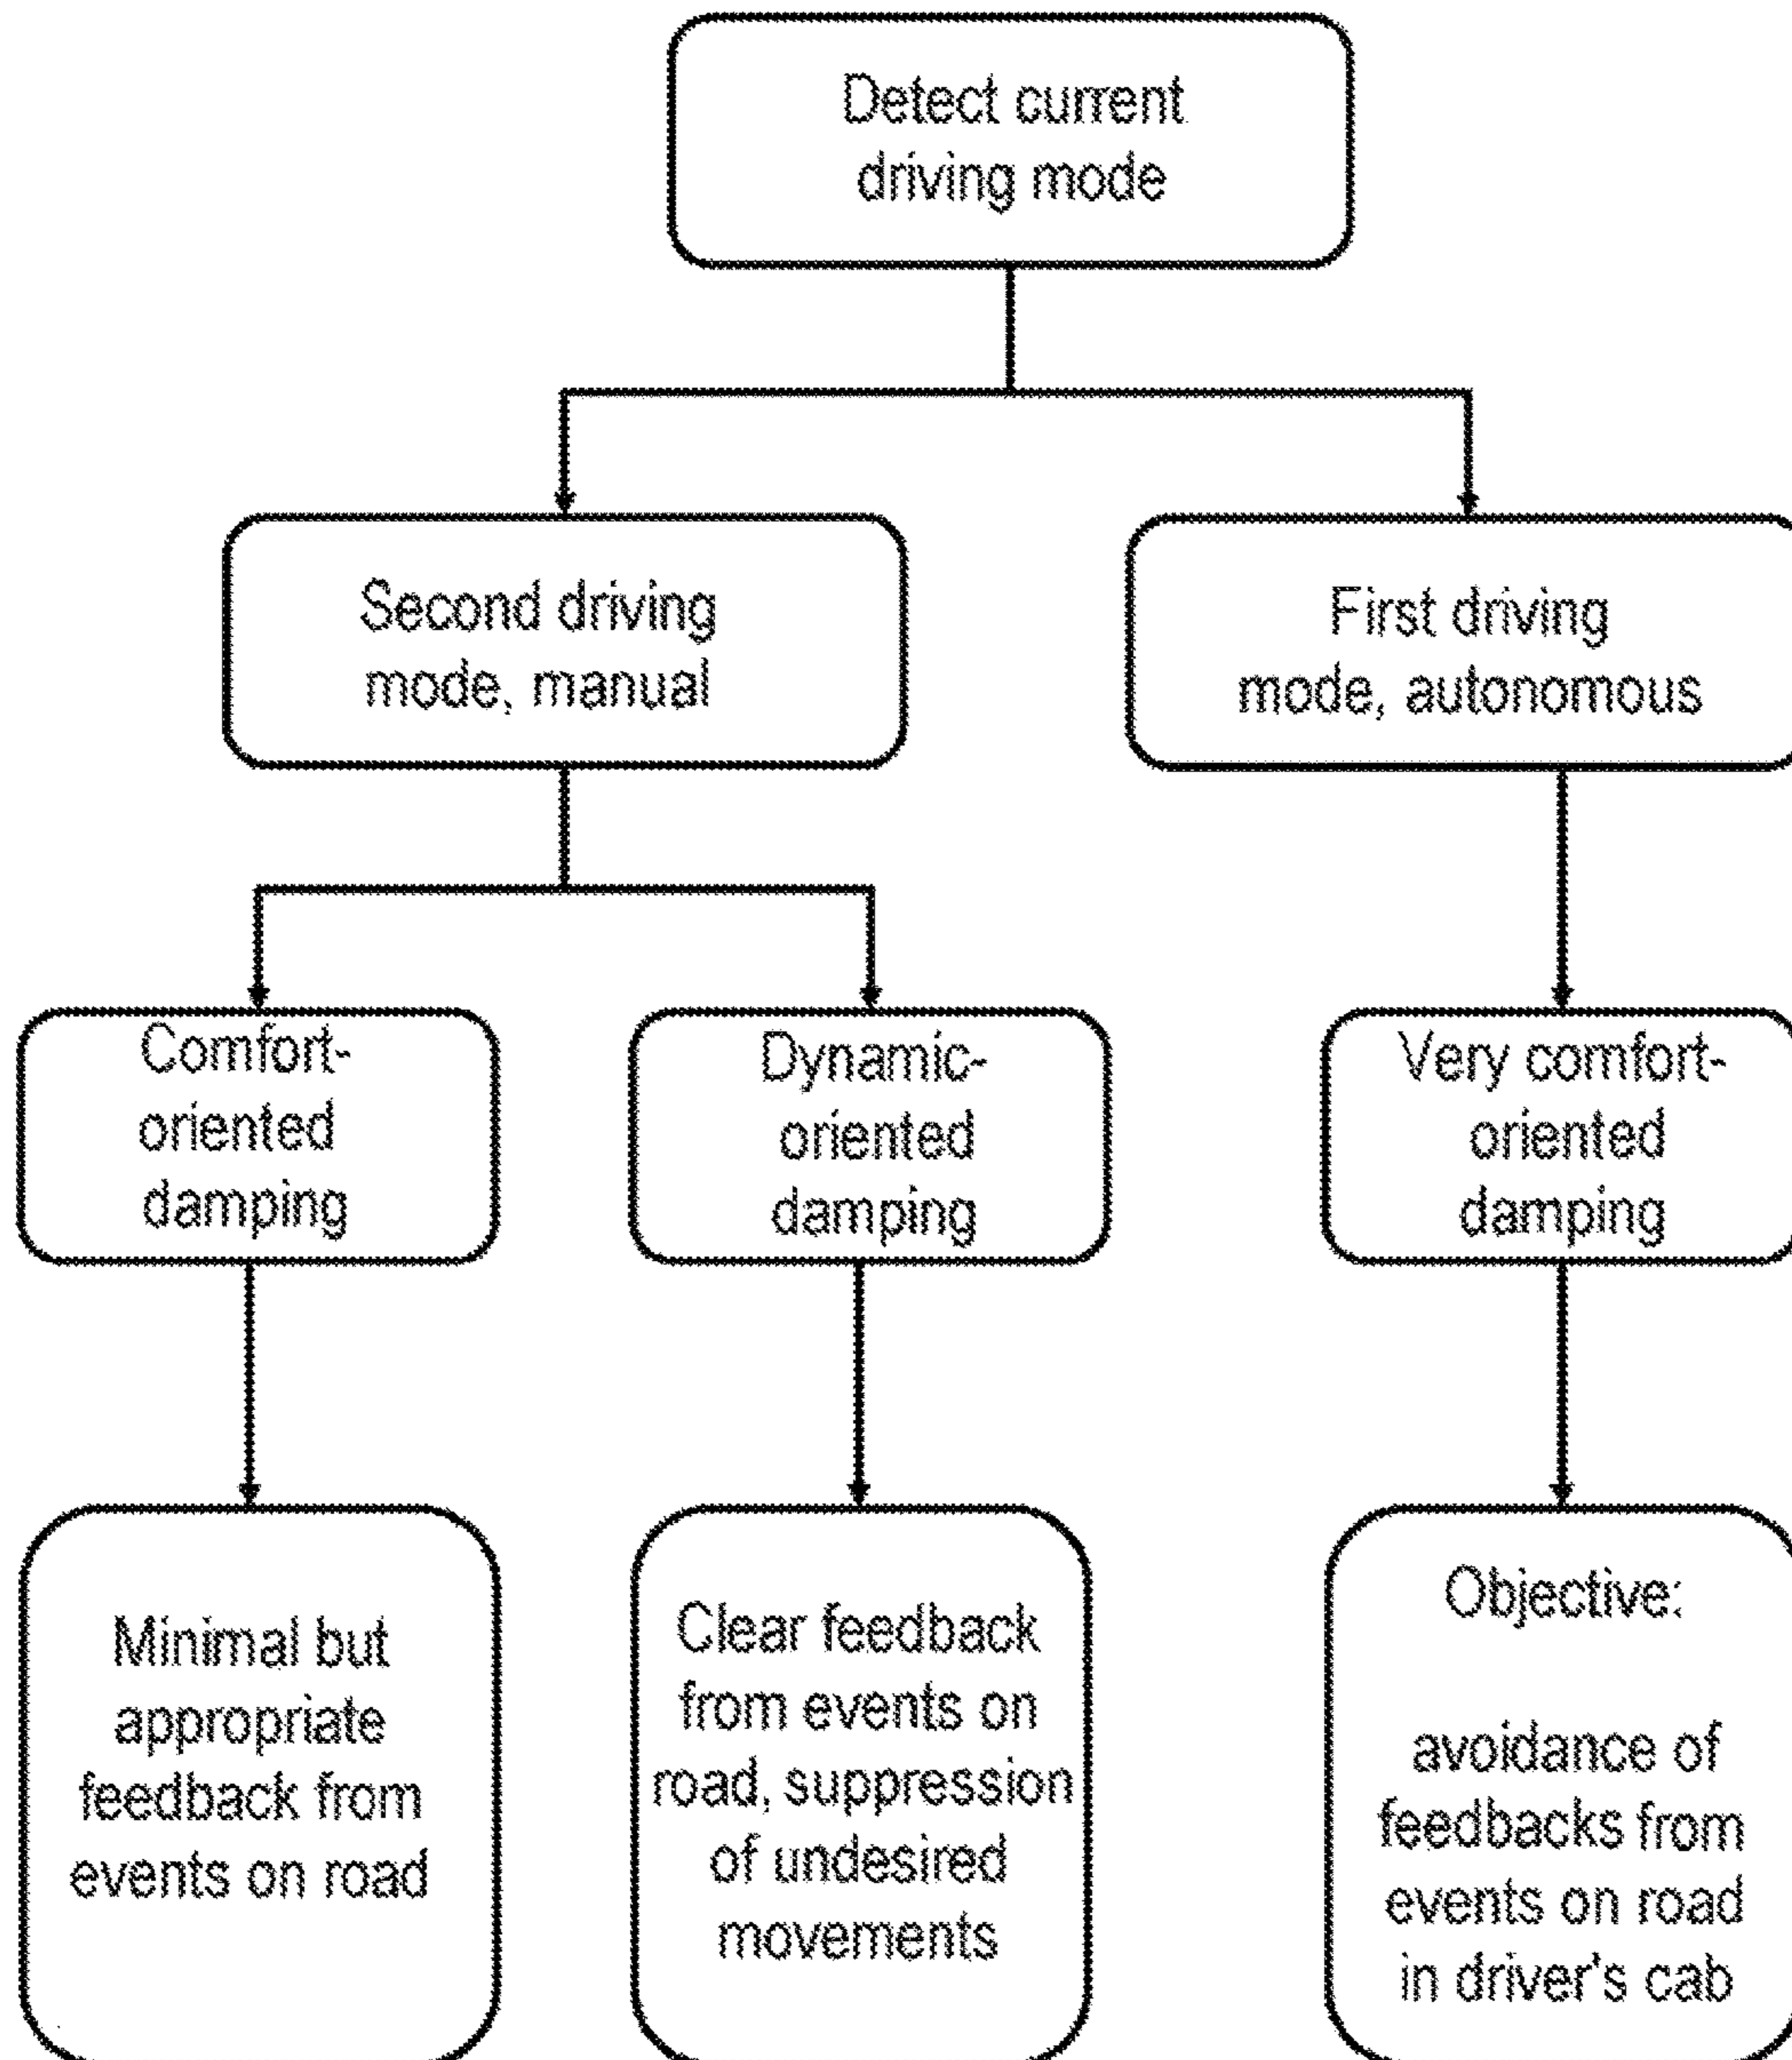 Detect current
driving mode
Second driving
mode, manual
First driving
mode, autonomous
Comfort-
oriented
damping
Dynamic-
oriented
damping
Very comfort-
oriented
damping
Minimal but
appropriate
feedback from
events on road
Clear feedback
from events on
road, suppression
of undesired
movements
Objective:
avoidance of
feedbacks from
events on road
in driver's cab